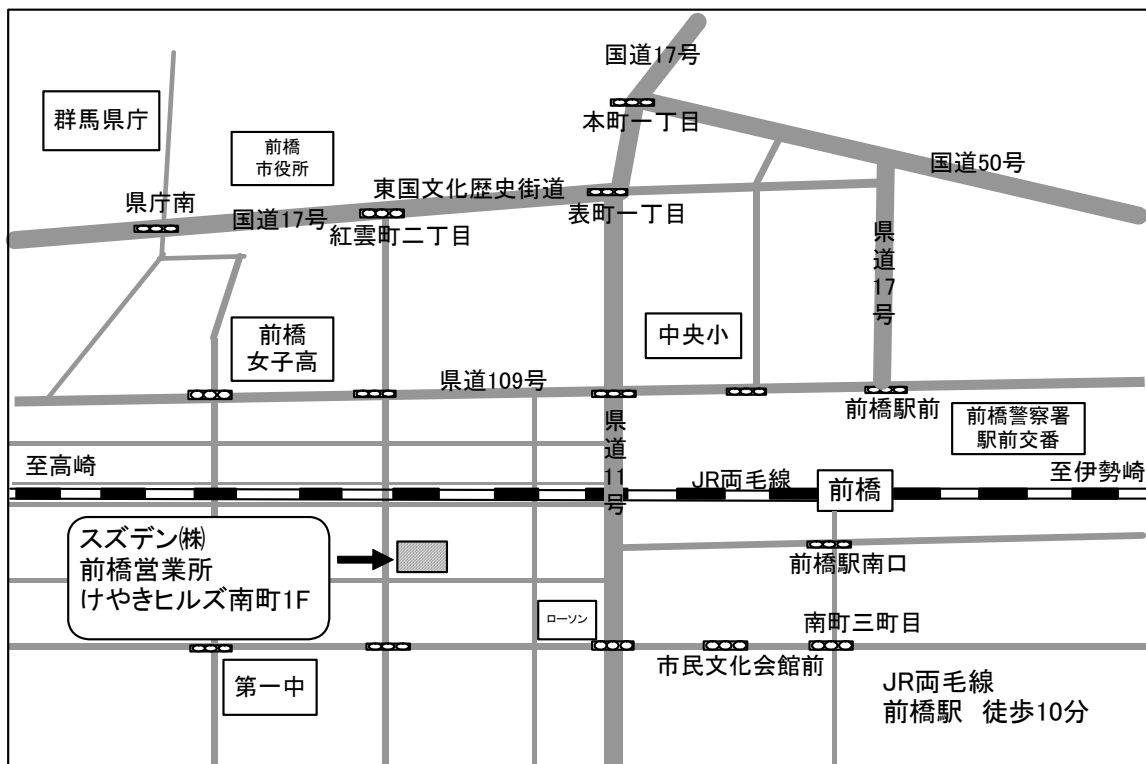 国道17号
群馬県庁
本町一丁目
前橋
市役所
国道50号
東国文化歴史街道
県庁南
国道17号
表町一丁目
紅雲町二丁目
県道17号
前橋
女子高
中央小
県道109号
前橋駅前
前橋警察署
駅前交番
県道11号
至高崎
JR両毛線
前橋
至伊勢崎
スズデン㈱
前橋営業所
けやきヒルズ南町1F
前橋駅南口
ローソン
南町三町目
市民文化会館前
第一中
JR両毛線
前橋駅 徒歩10分